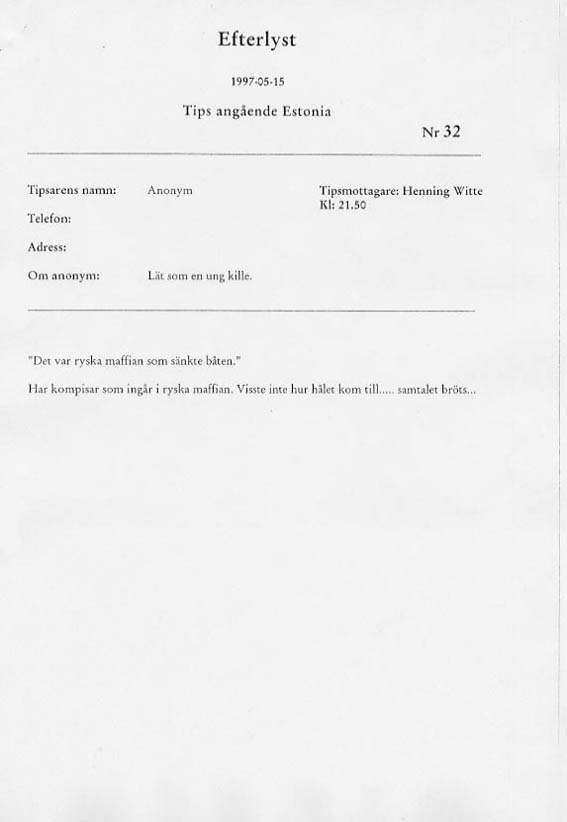 Efterlyst
1997-05-15
Tips angående Estonia
Nr 32
Tipsarens namn: Anonym Tipsmottagare: Henning Witte
Kl: 21.50
Telefon:
Adress:
Om anonym: Lät som en ung kille.
"Det var ryska maffian som sänkte båten."
Har kompisar som ingår i ryska maffian. Visste inte hur hålet kom till..... samtalet bröts...